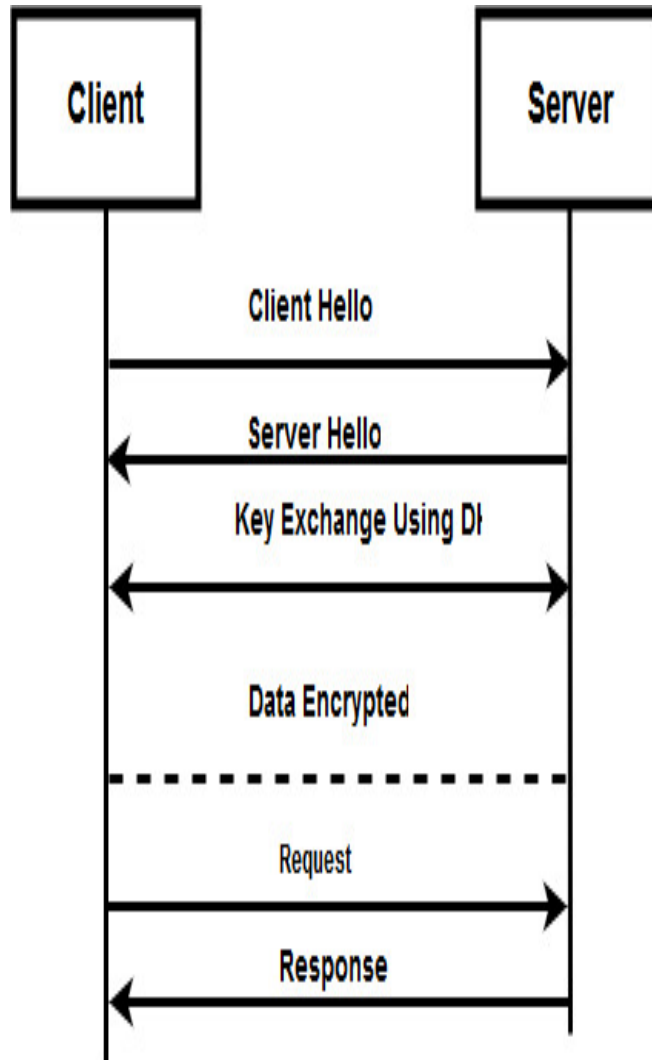 Client
Server
Client Hello
Server Hello
Key Exchange Using
Data Encrypted
Request
Response